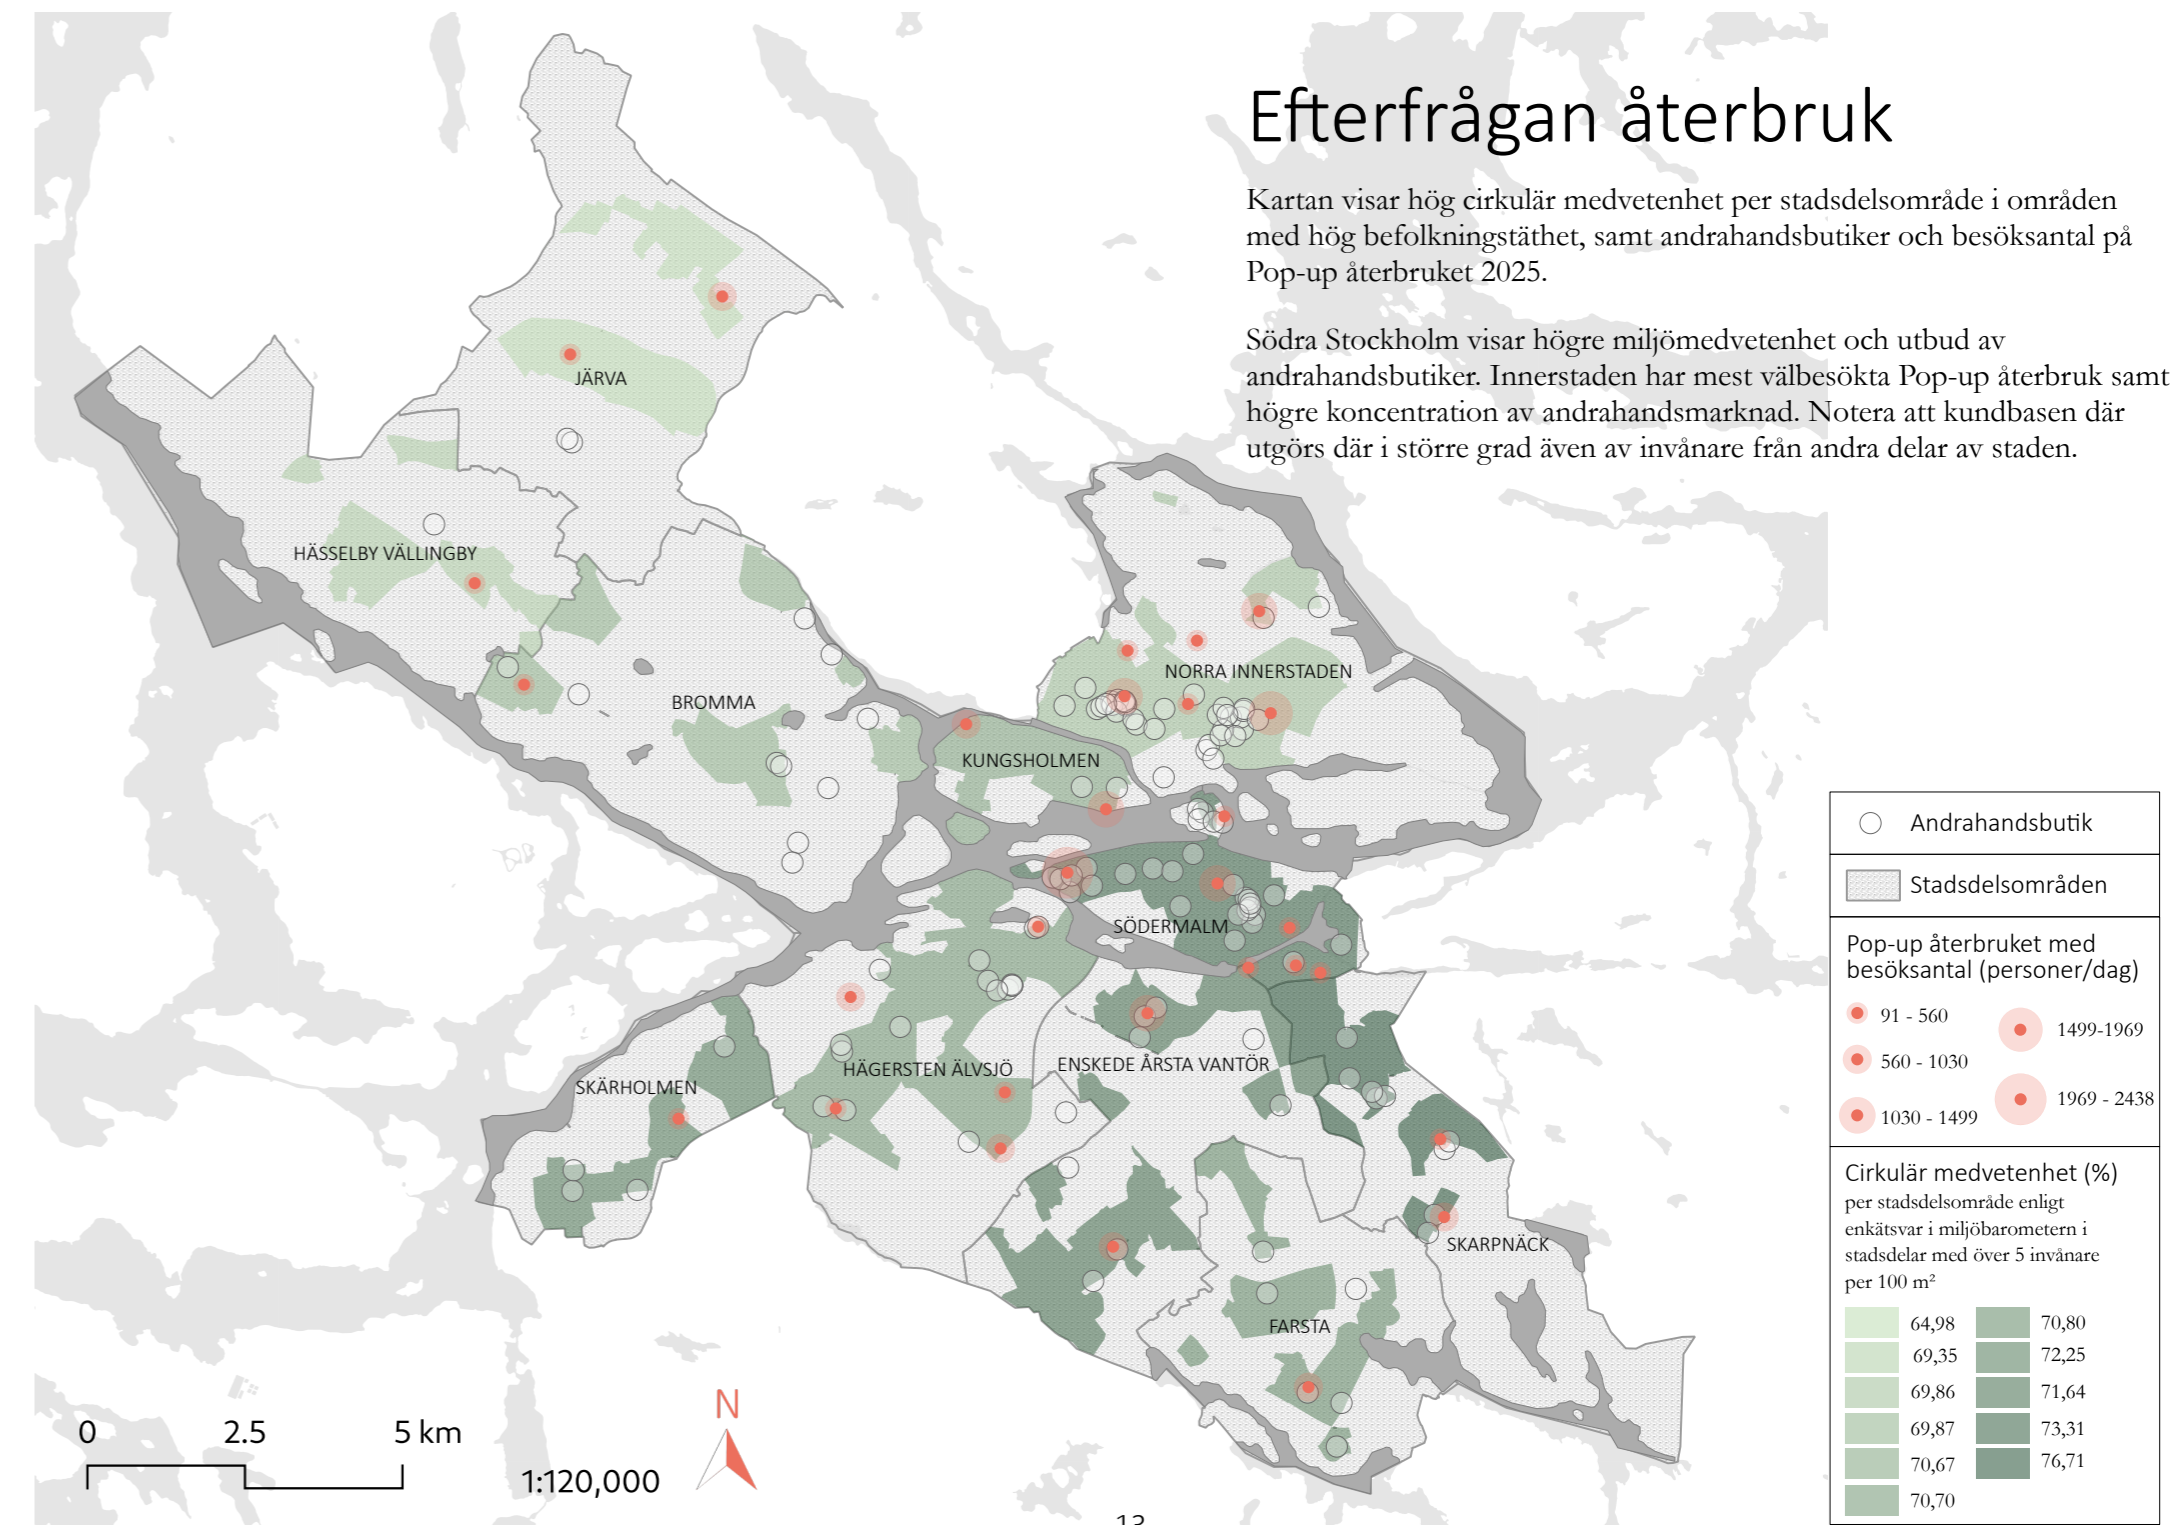 Efterfrågan återbruk
Kartan visar hög cirkulär medvetenhet per stadsdelsområde i områden
med hög befolkningstäthet, samt andrahandsbutiker och besöksantal på
Pop-up återbruket 2025.
Södra Stockholm visar högre miljömedvetenhet och utbud av
andrahandsbutiker. Innerstaden har mest välbesökta Pop-up återbruk samt
högre koncentration av andrahandsmarknad. Notera att kundbasen där
utgörs där i större grad även av invånare från andra delar av staden.
JÄRVA
HÄSSELBY VÄLLINGBY
BROMMA
NORRA INNERSTADEN
KUNGSHOLMEN
SÖDERMALM
SKÄRHOLMEN
HÄGERSTEN ÄLVSJÖ
ENSKEDE ÅRSTA VANTÖR
SKARPNÄCK
FARSTA
Andrahandsbutik
Stadsdelsområden
Pop-up återbruket med
besöksantal (personer/dag)
91 - 560
560 - 1030
1030 - 1499
1499-1969
1969 - 2438
Cirkulär medvetenhet (%)
per stadsdelsområde enligt
enkätsvar i miljöbarometern i
stadsdelar med över 5 invånare
per 100 m²
64,98
69,35
69,86
69,87
70,67
70,70
70,80
72,25
71,64
73,31
76,71
0 2.5 5 km
1:120,000
N
13